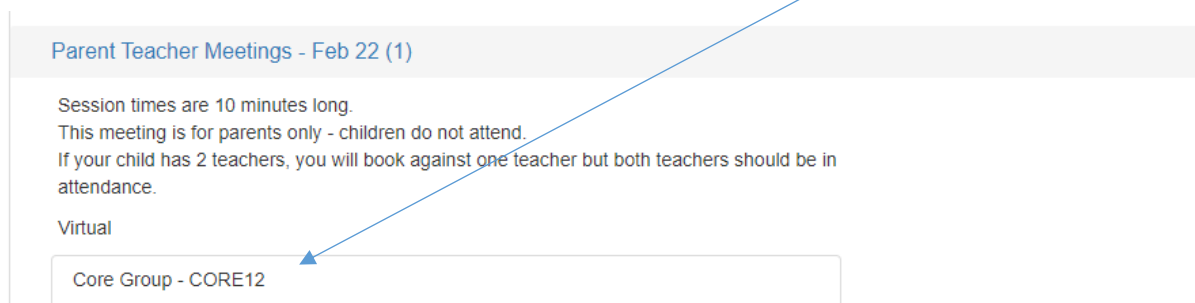 Parent Teacher Meetings - Feb 22 (1)
Session times are 10 minutes long.
This meeting is for parents only - children do not attend.
If your child has 2 teachers, you will book against one teacher but both teachers should be in
attendance.
Virtual
Core Group - CORE12